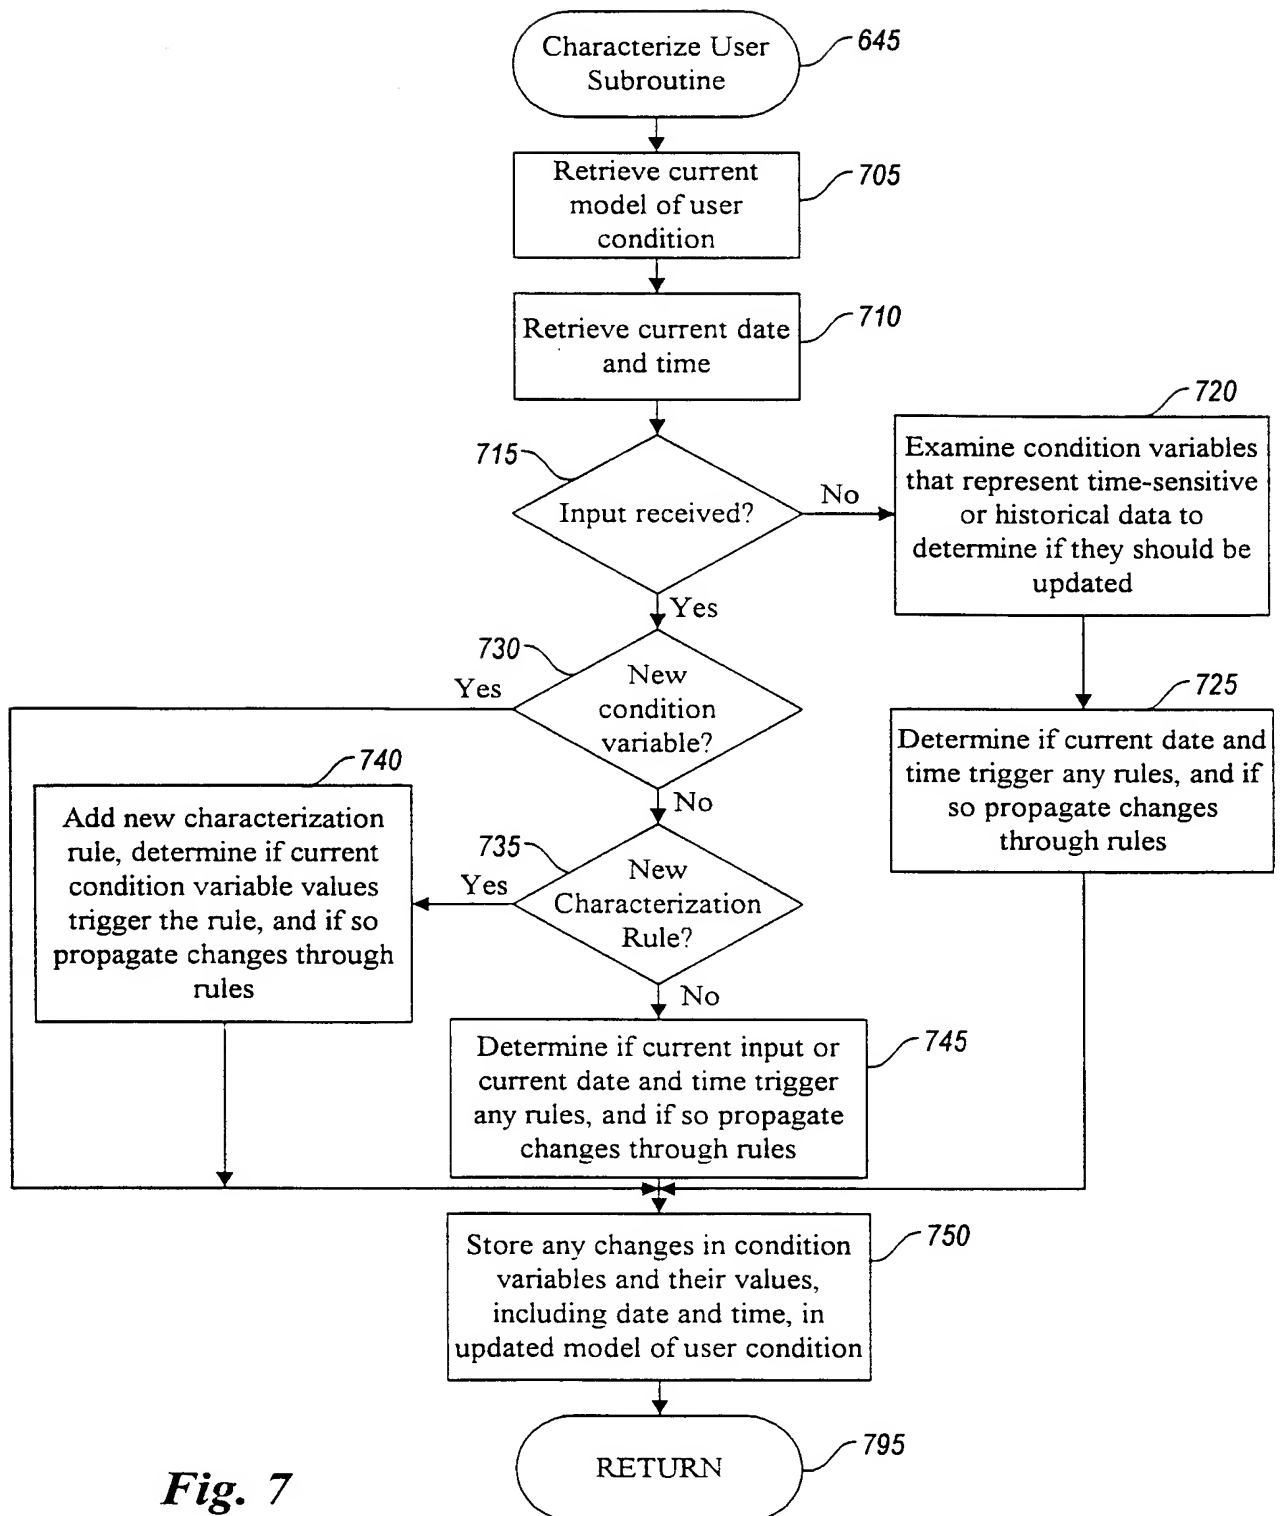 Characterize User
Subroutine
645
Retrieve current
model of user
condition
705
Retrieve current date
and time
710
715
Input received?
No
Yes
720
Examine condition variables
that represent time-sensitive
or historical data to
determine if they should be
updated
725
Determine if current date and
time trigger any rules, and if
so propagate changes
through rules
730
New
condition
variable?
Yes
No
735
New
Characterization
Rule?
Yes
No
740
Add new characterization
rule, determine if current
condition variable values
trigger the rule, and if so
propagate changes through
rules
Determine if current input or
current date and time trigger
any rules, and if so propagate
changes through rules
745
Store any changes in condition
variables and their values,
including date and time, in
updated model of user condition
750
RETURN
795
Fig. 7